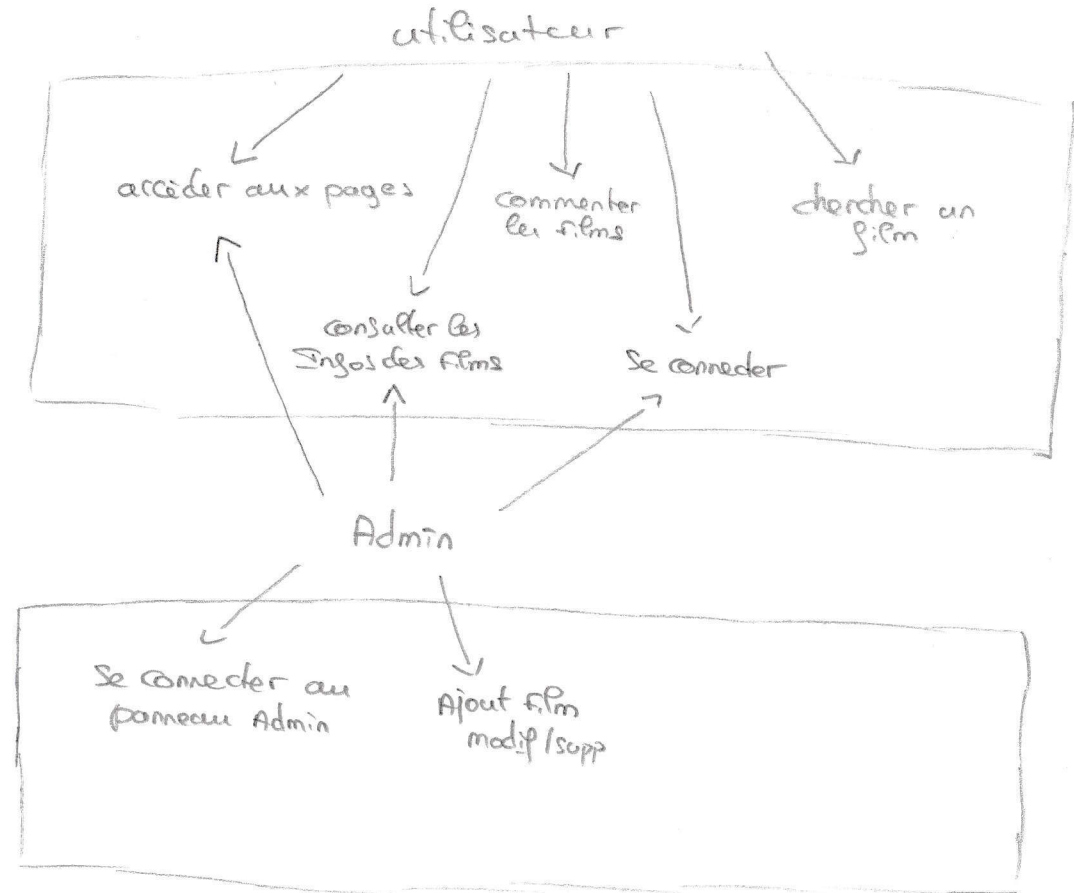 utilisateur
accèder aux pages
commenter
les films
chercher un
film
consulter les
Infos des films
Se connecter
Admin
Se connecter au
panneau Admin
Ajout film
modif/supp